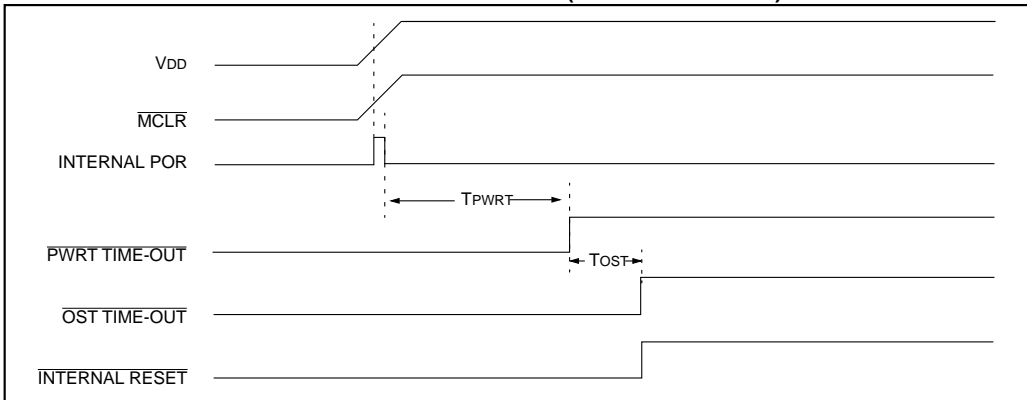 VDD
MCLR
INTERNAL POR
TPWRT
PWRT TIME-OUT
TOST
OST TIME-OUT
INTERNAL RESET